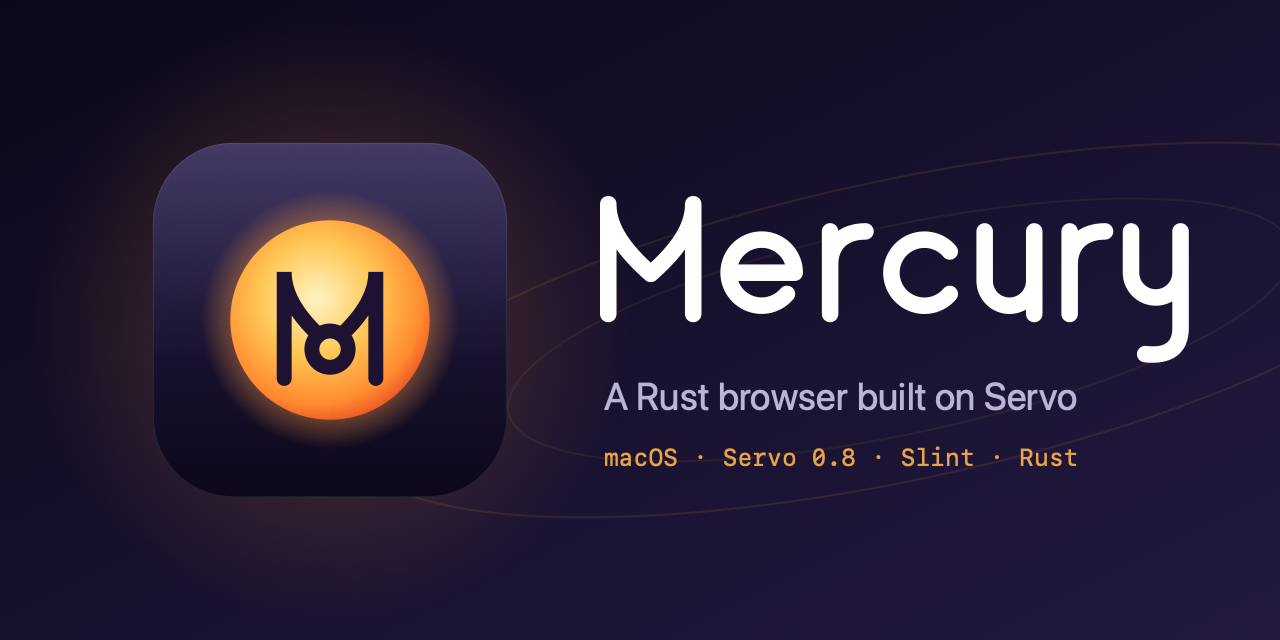 M
Mercury
A Rust browser built on Servo
macOS · Servo 0.8 · Slint · Rust